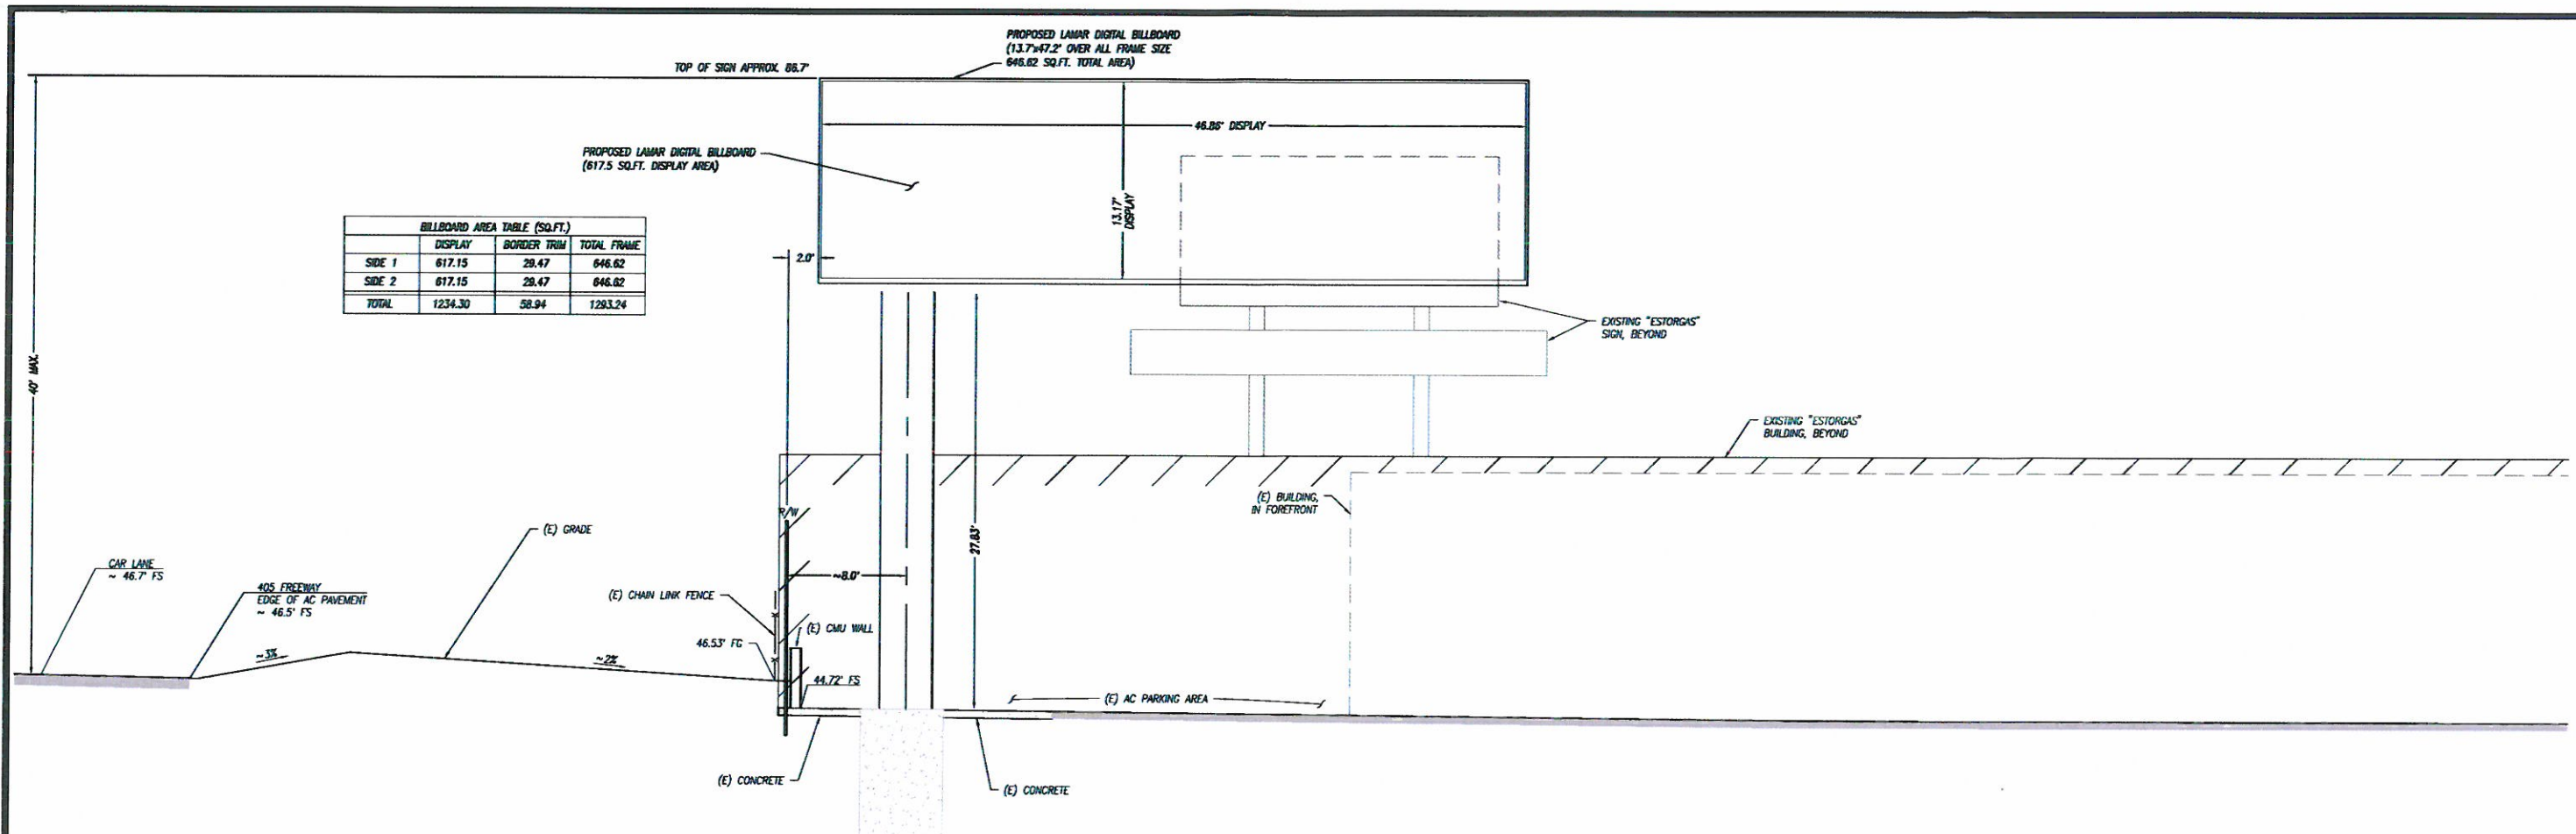 PROPOSED LAMAR DIGITAL BILLBOARD
(13.7'x47.2' OVER ALL FRAME SIZE
646.62 SQ.FT. TOTAL AREA)
TOP OF SIGN APPROX. 86.7'
46.86' DISPLAY
PROPOSED LAMAR DIGITAL BILLBOARD
(617.5 SQ.FT. DISPLAY AREA)
13.17'
DISPLAY
BILLBOARD AREA TABLE (SQ.FT.)
DISPLAY BORDER TRIM TOTAL FRAME
SIDE 1 617.15 29.47 646.62
SIDE 2 617.15 29.47 646.62
TOTAL 1234.30 58.94 1293.24
2.0'
40' MAX.
EXISTING "ESTORGAS"
SIGN, BEYOND
EXISTING "ESTORGAS"
BUILDING, BEYOND
(E) BUILDING,
IN FOREFRONT
R/W
27.83'
(E) GRADE
CAR LANE
~ 46.7' FS
405 FREEWAY
EDGE OF AC PAVEMENT
~ 46.5' FS
~8.0'
(E) CHAIN LINK FENCE
(E) CMU WALL
46.53' FG
~3%
~2%
44.72' FS
(E) AC PARKING AREA
(E) CONCRETE
(E) CONCRETE